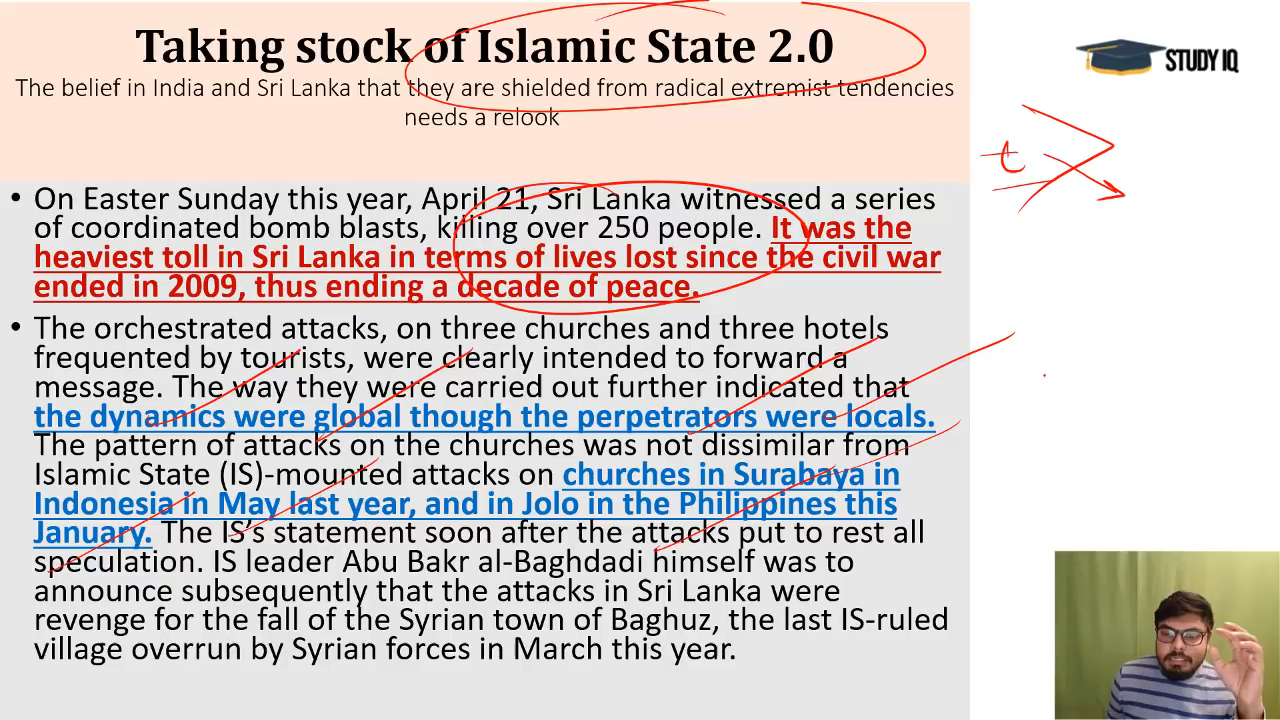 Taking stock of Islamic State 2.0
The belief in India and Sri Lanka that they are shielded from radical extremist tendencies
needs a relook
STUDY IQ
t
• On Easter Sunday this year, April 21, Sri Lanka witnessed a series
of coordinated bomb blasts, killing over 250 people. It was the
heaviest toll in Sri Lanka in terms of lives lost since the civil war
ended in 2009, thus ending a decade of peace.
• The orchestrated attacks, on three churches and three hotels
frequented by tourists, were clearly intended to forward a
message. The way they were carried out further indicated that
the dynamics were global though the perpetrators were locals.
The pattern of attacks on the churches was not dissimilar from
Islamic State (IS)-mounted attacks on churches in Surabaya in
Indonesia in May last year, and in Jolo in the Philippines this
January. The IS’s statement soon after the attacks put to rest all
speculation. IS leader Abu Bakr al-Baghdadi himself was to
announce subsequently that the attacks in Sri Lanka were
revenge for the fall of the Syrian town of Baghuz, the last IS-ruled
village overrun by Syrian forces in March this year.